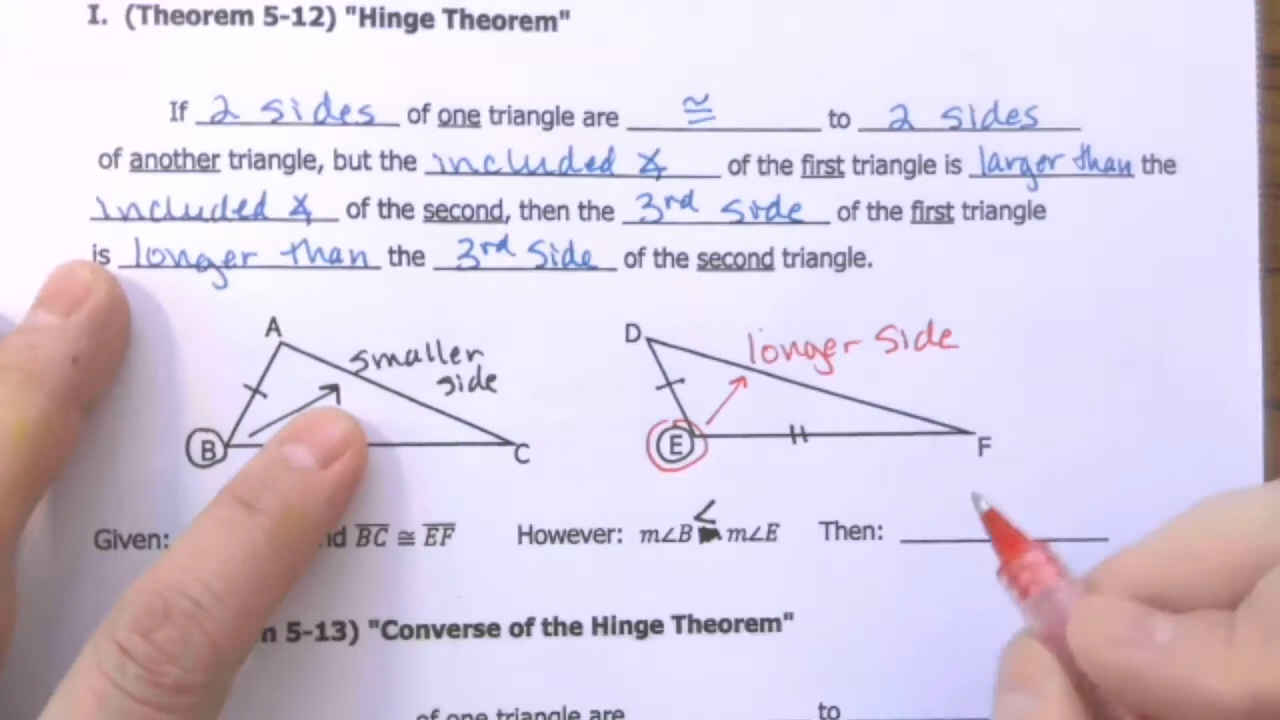 I. (Theorem 5-12) "Hinge Theorem"
If 2 sides of one triangle are ≅ to 2 sides
of another triangle, but the included ∡ of the first triangle is larger than the
included ∡ of the second, then the 3rd side of the first triangle
is longer than the 3rd side of the second triangle.
A
smaller
side
B
C
D
longer side
E
F
Given: BC ≅ EF However: m∠B < m∠E Then:
5-13) "Converse of the Hinge Theorem"
of one triangle are to